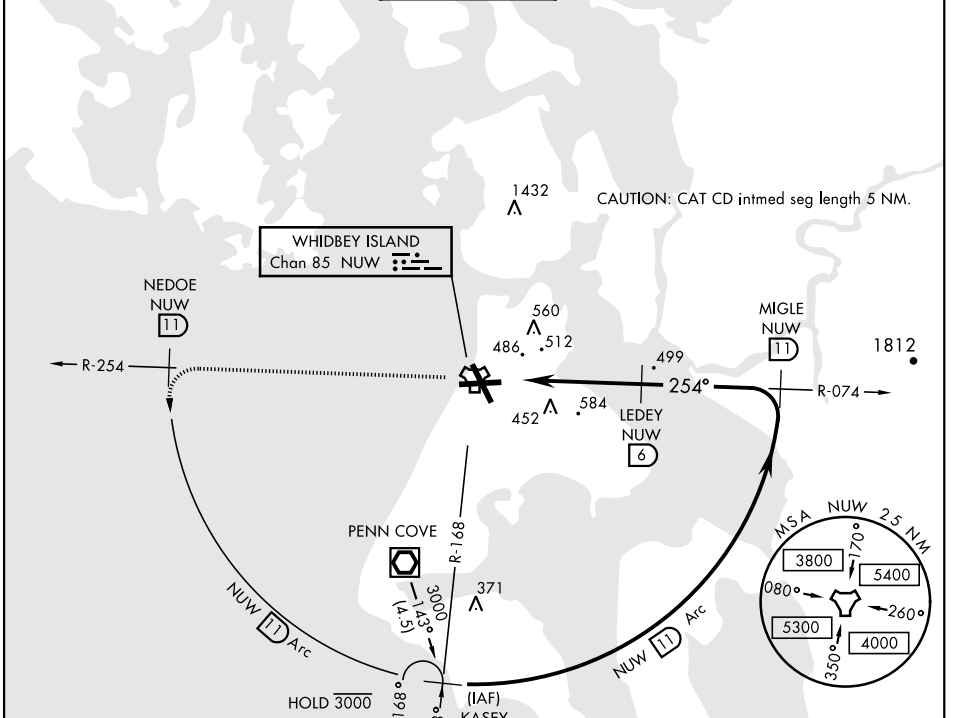 1432
CAUTION: CAT CD intmed seg length 5 NM.
WHIDBEY ISLAND
Chan 85 NUW
NEDOE
NUW
11
560
486
512
499
MIGLE
NUW
11
1812
R-254
254°
R-074
452
584
LEDEY
NUW
6
R-168
PENN COVE
3000
143°
(4.5)
371
MSA NUW 25 NM
170°
3800
5400
080°
260°
5300
4000
350°
NUW 11 Arc
NUW 11 Arc
HOLD 3000
168°
(IAF)
KASEY